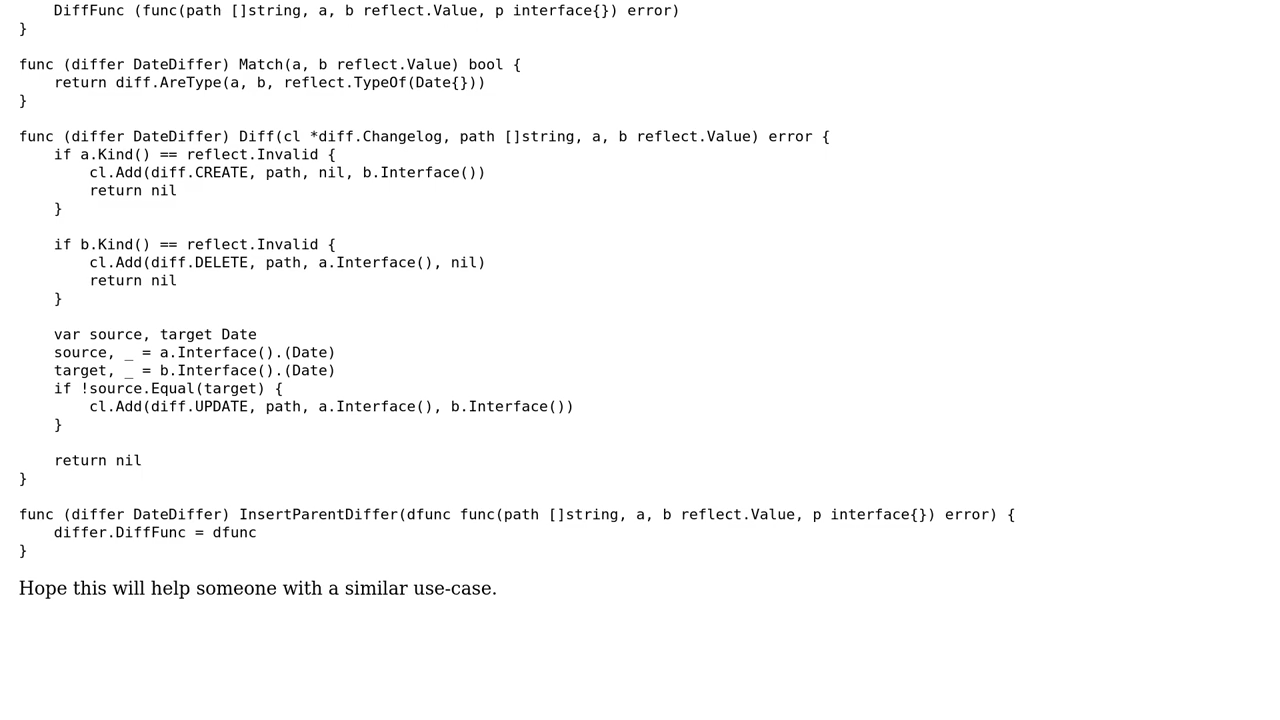 DiffFunc (func(path []string, a, b reflect.Value, p interface{}) error)
}

func (differ DateDiffer) Match(a, b reflect.Value) bool {
    return diff.AreType(a, b, reflect.TypeOf(Date{}))
}

func (differ DateDiffer) Diff(cl *diff.Changelog, path []string, a, b reflect.Value) error {
    if a.Kind() == reflect.Invalid {
        cl.Add(diff.CREATE, path, nil, b.Interface())
        return nil
    }

    if b.Kind() == reflect.Invalid {
        cl.Add(diff.DELETE, path, a.Interface(), nil)
        return nil
    }

    var source, target Date
    source, _ = a.Interface().(Date)
    target, _ = b.Interface().(Date)
    if !source.Equal(target) {
        cl.Add(diff.UPDATE, path, a.Interface(), b.Interface())
    }

    return nil
}

func (differ DateDiffer) InsertParentDiffer(dfunc func(path []string, a, b reflect.Value, p interface{}) error) {
    differ.DiffFunc = dfunc
}
Hope this will help someone with a similar use-case.